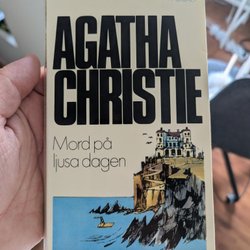 AGATHA
CHRISTIE
Mord på
ljusa dagen